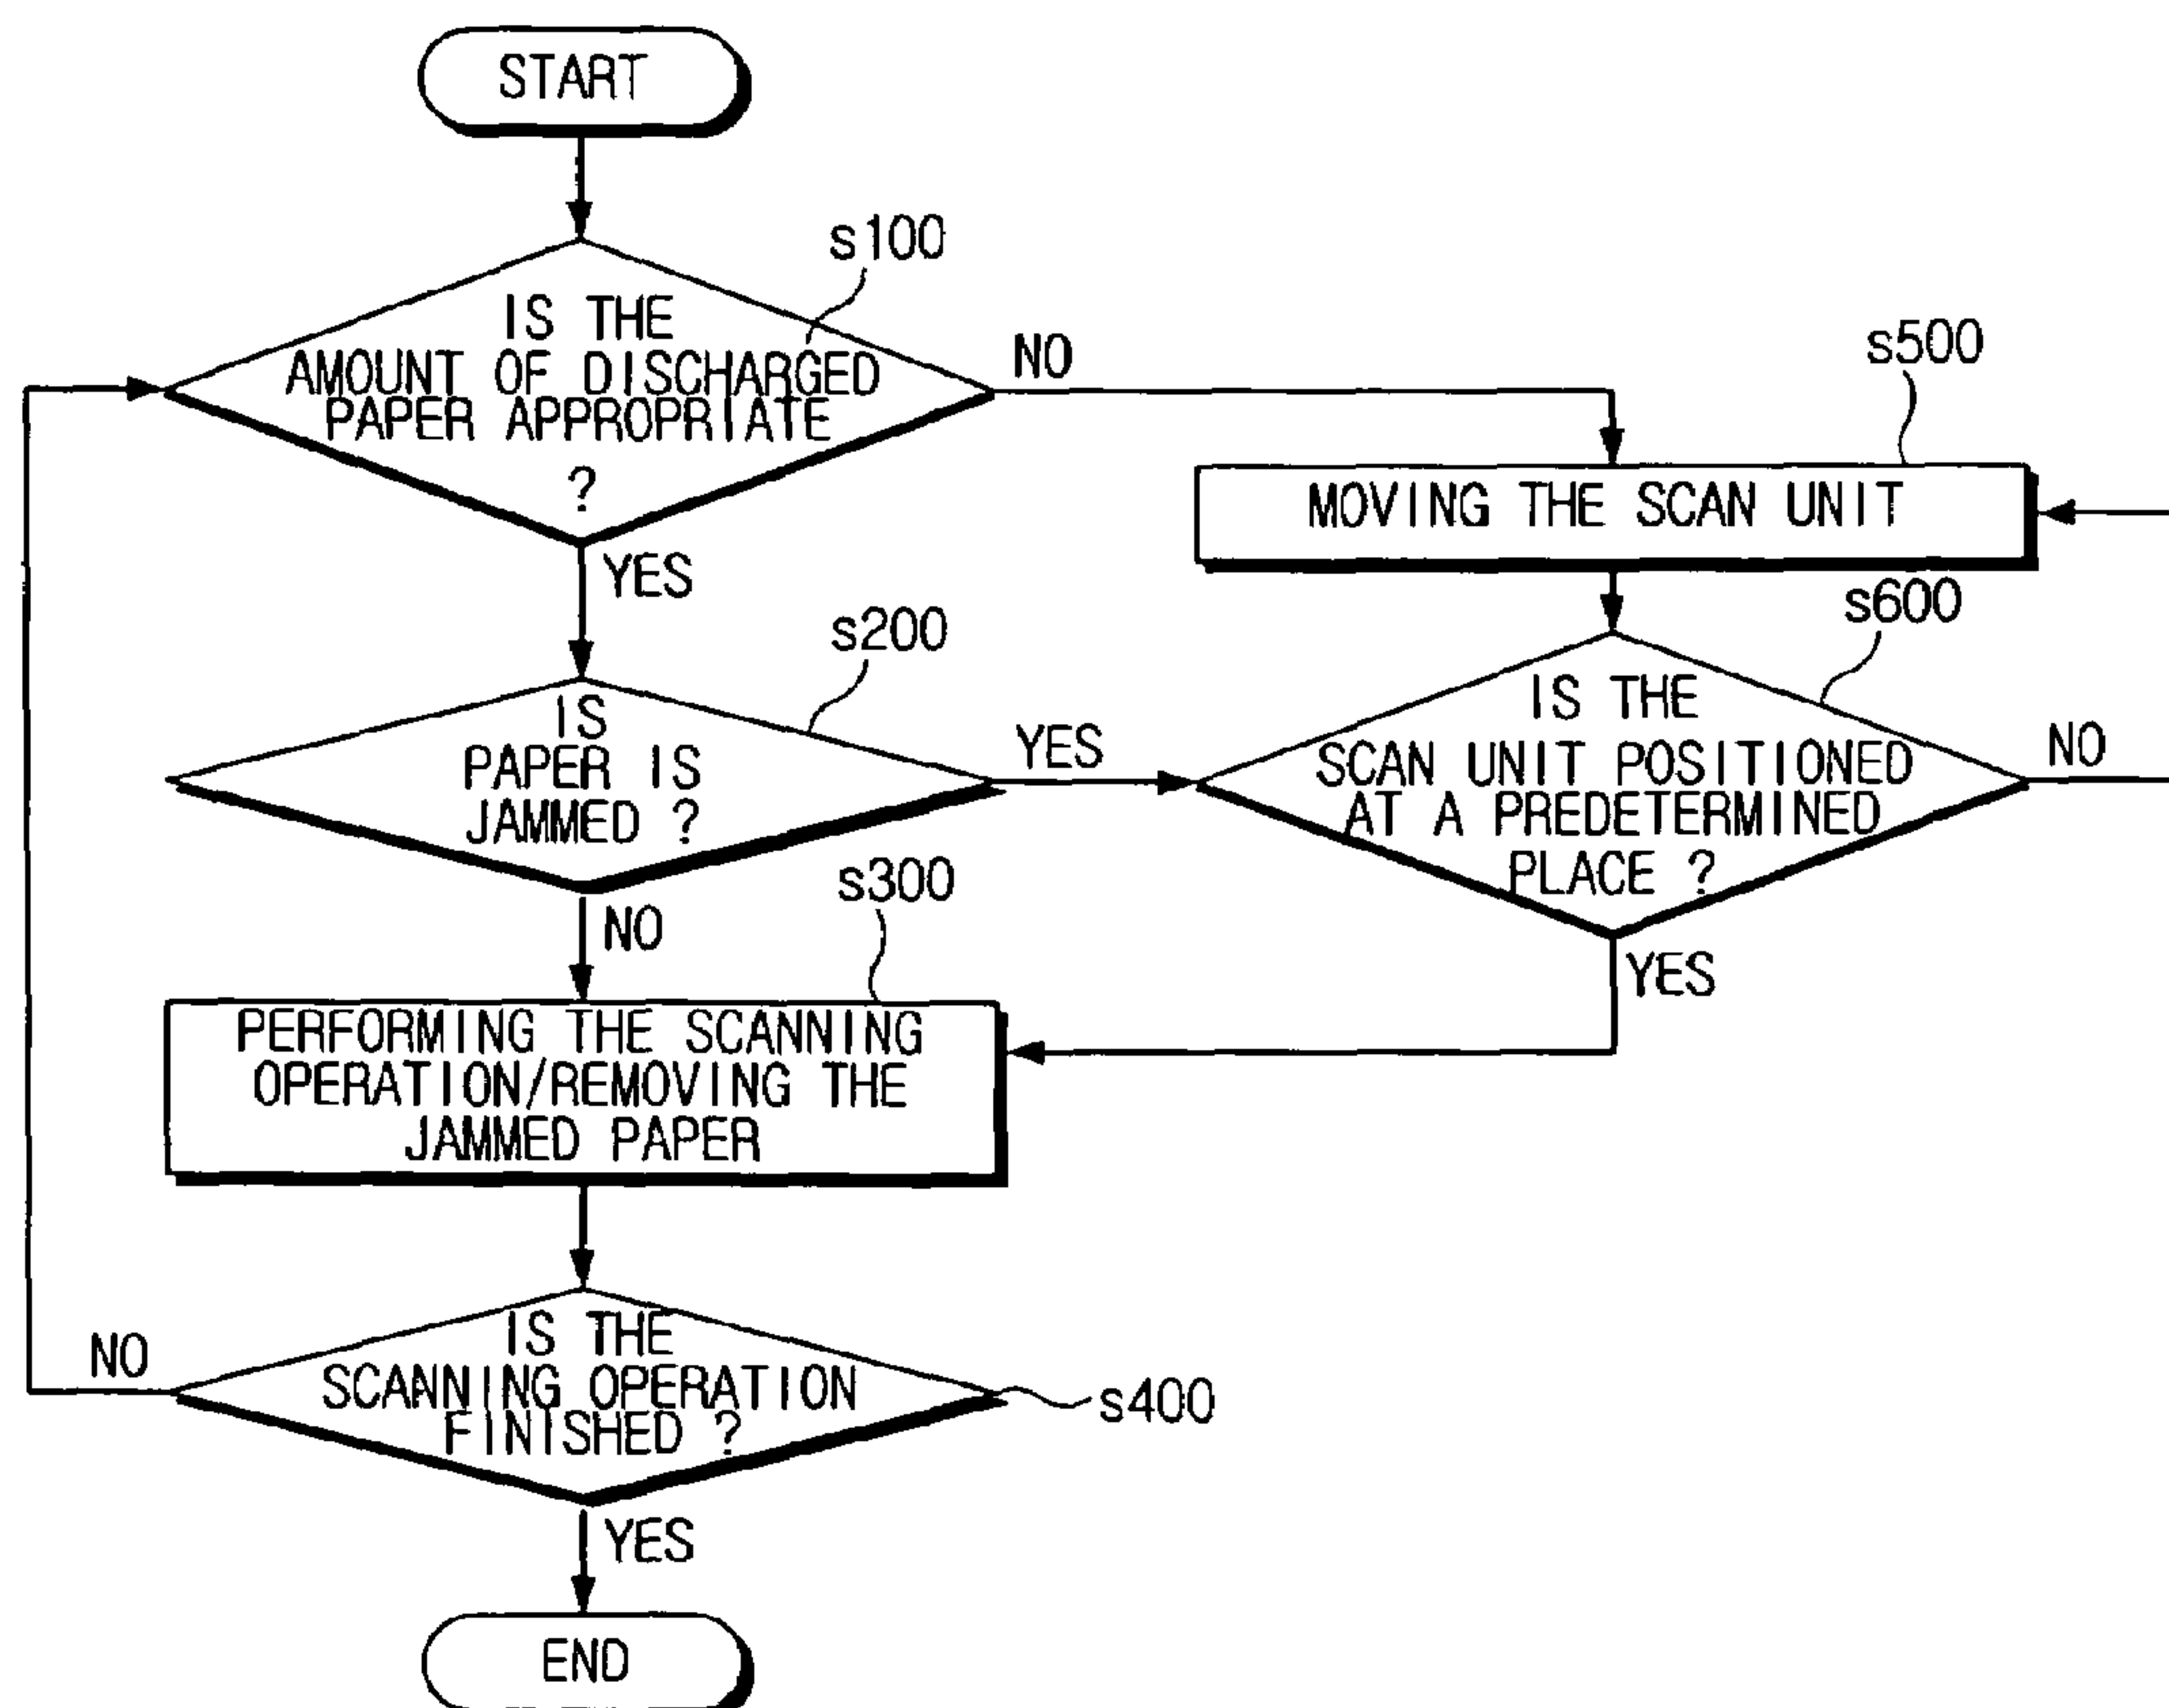 START
s100
IS THE
AMOUNT OF DISCHARGED
PAPER APPROPRIATE
?
NO
YES
s500
MOVING THE SCAN UNIT
s200
IS
PAPER IS
JAMMED ?
YES
NO
s600
IS THE
SCAN UNIT POSITIONED
AT A PREDETERMINED
PLACE ?
NO
YES
s300
PERFORMING THE SCANNING
OPERATION/REMOVING THE
JAMMED PAPER
IS THE
SCANNING OPERATION
FINISHED ?
NO
s400
YES
END